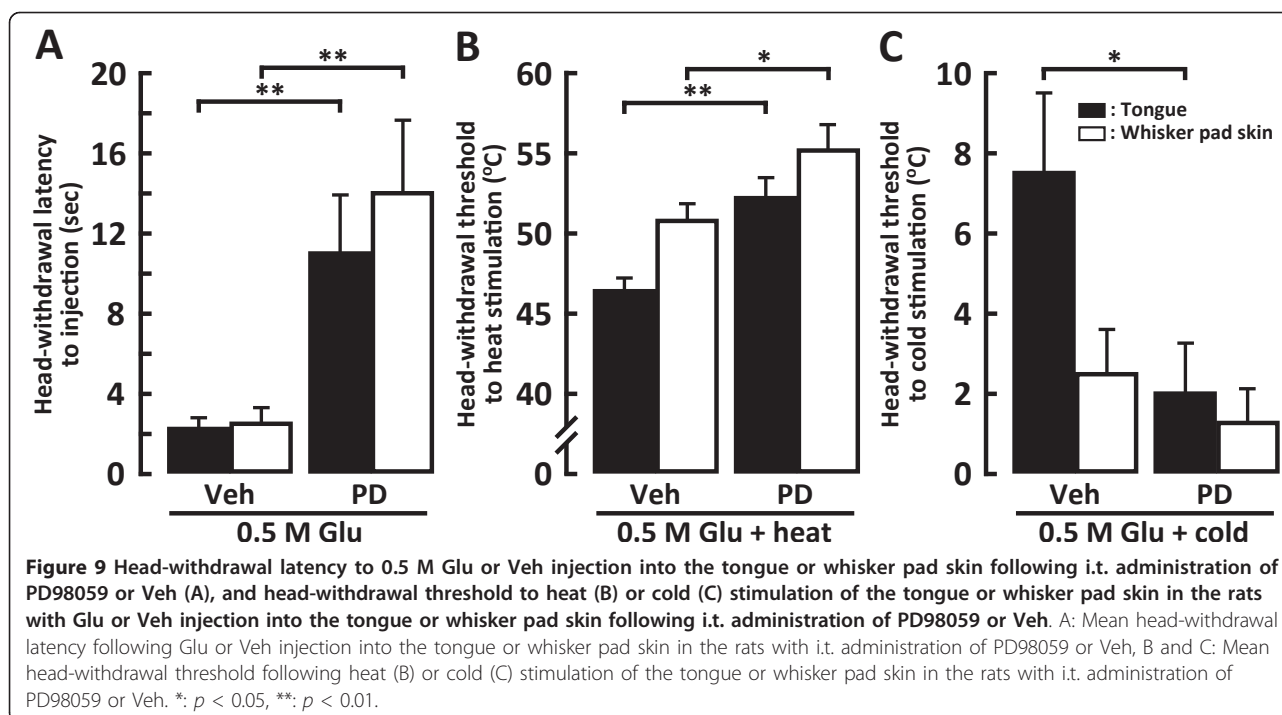 A
B
C
**
**
**
*
*
20
16
12
8
4
0
Head-withdrawal latency
to injection (sec)
Veh
PD
0.5 M Glu
60
55
50
45
40
0
Head-withdrawal threshold
to heat stimulation (°C)
Veh
PD
0.5 M Glu + heat
10
8
6
4
2
0
Head-withdrawal threshold
to cold stimulation (°C)
: Tongue
: Whisker pad skin
Veh
PD
0.5 M Glu + cold
Figure 9 Head-withdrawal latency to 0.5 M Glu or Veh injection into the tongue or whisker pad skin following i.t. administration of
PD98059 or Veh (A), and head-withdrawal threshold to heat (B) or cold (C) stimulation of the tongue or whisker pad skin in the rats
with Glu or Veh injection into the tongue or whisker pad skin following i.t. administration of PD98059 or Veh. A: Mean head-withdrawal
latency following Glu or Veh injection into the tongue or whisker pad skin in the rats with i.t. administration of PD98059 or Veh, B and C: Mean
head-withdrawal threshold following heat (B) or cold (C) stimulation of the tongue or whisker pad skin in the rats with i.t. administration of
PD98059 or Veh. *: p < 0.05, **: p < 0.01.